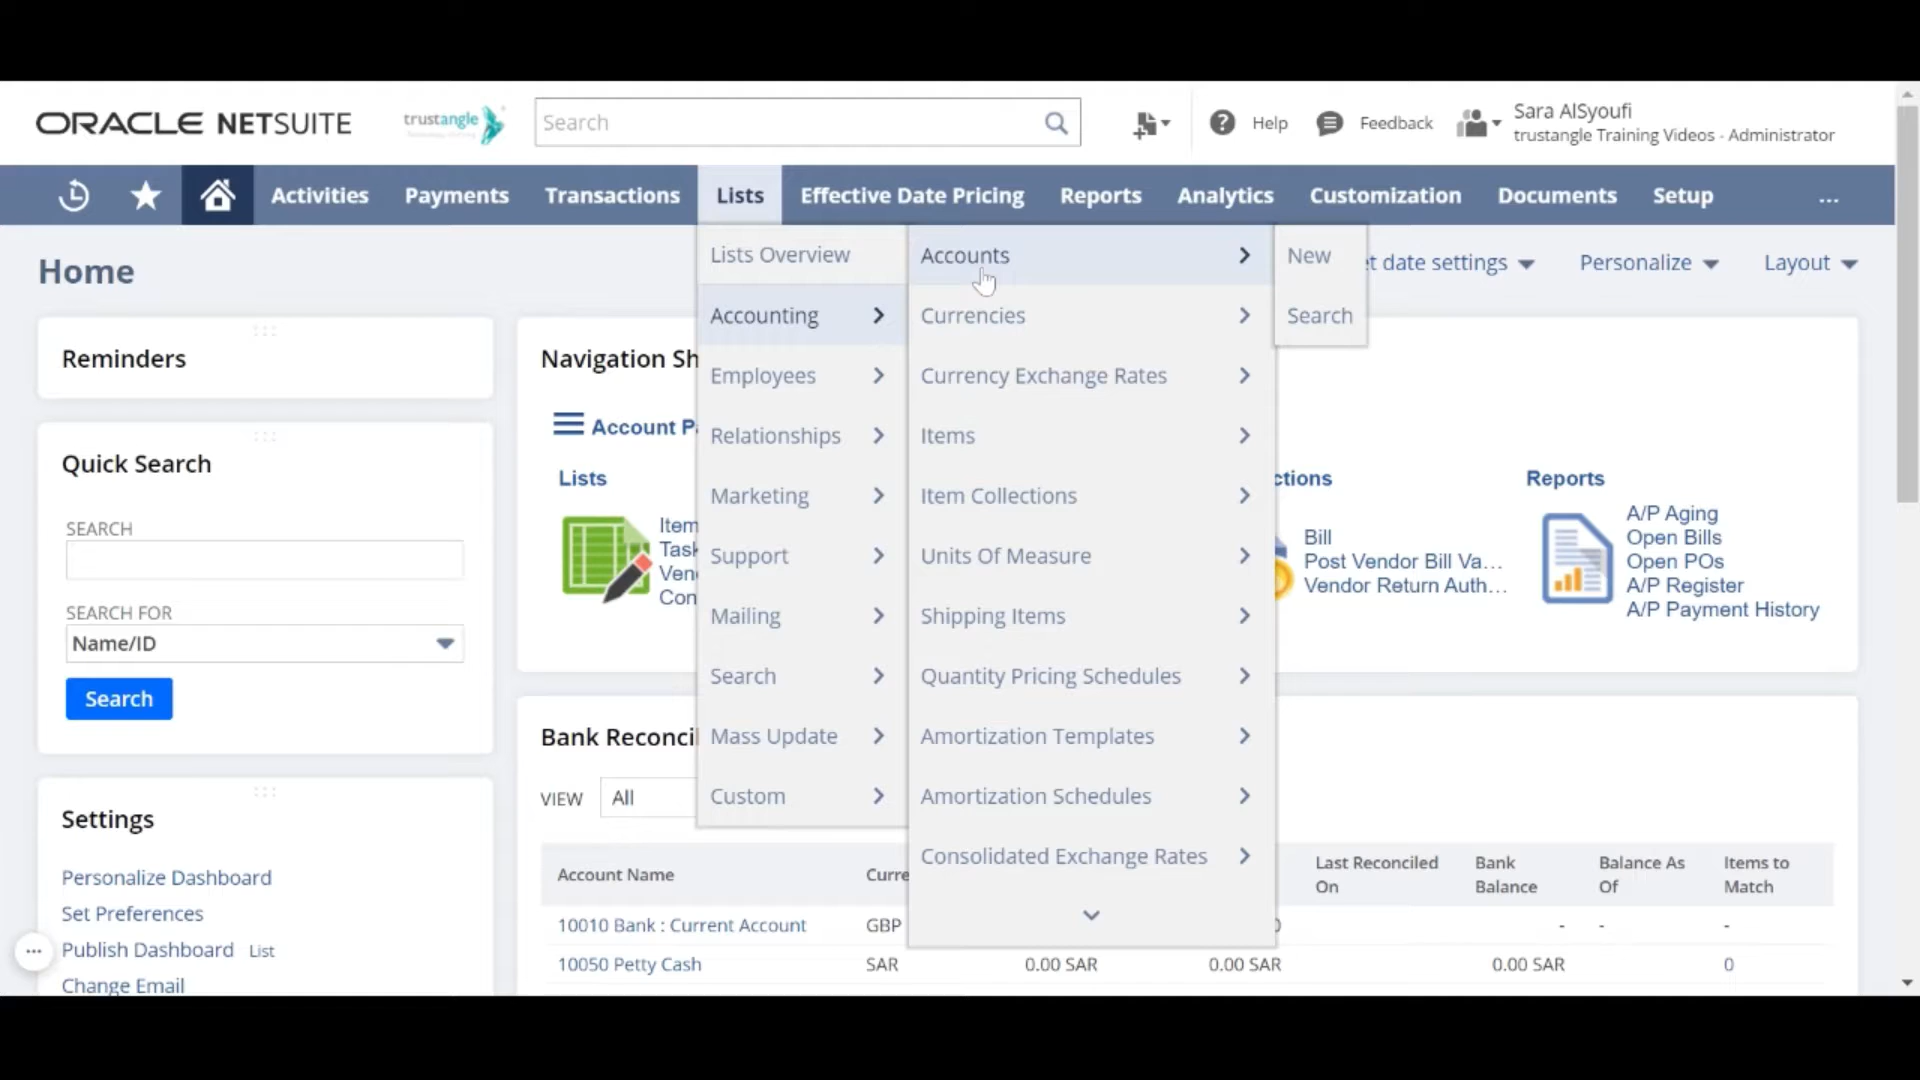 ORACLE NETSUITE
trustangle
Search
Help
Feedback
Sara AlSyoufi
trustangle Training Videos - Administrator
Activities
Payments
Transactions
Lists
Effective Date Pricing
Reports
Analytics
Customization
Documents
Setup
...
Home
t date settings
Personalize
Layout
Lists Overview
Accounting
Employees
Relationships
Marketing
Support
Mailing
Search
Mass Update
Custom
Accounts
Currencies
Currency Exchange Rates
Items
Item Collections
Units Of Measure
Shipping Items
Quantity Pricing Schedules
Amortization Templates
Amortization Schedules
Consolidated Exchange Rates
New
Search
Reminders
Quick Search
SEARCH
SEARCH FOR
Name/ID
Search
Settings
Personalize Dashboard
Set Preferences
Publish Dashboard List
Change Email
Navigation Sh
Account P
Lists
Item
Task
Ven
Con
ctions
Bill
Post Vendor Bill Va...
Vendor Return Auth...
Reports
A/P Aging
Open Bills
Open POs
A/P Register
A/P Payment History
Bank Reconci
VIEW
All
Account Name
Curre
Last Reconciled On
Bank Balance
Balance As Of
Items to Match
10010 Bank : Current Account
GBP
-
-
-
10050 Petty Cash
SAR
0.00 SAR
0.00 SAR
0.00 SAR
0